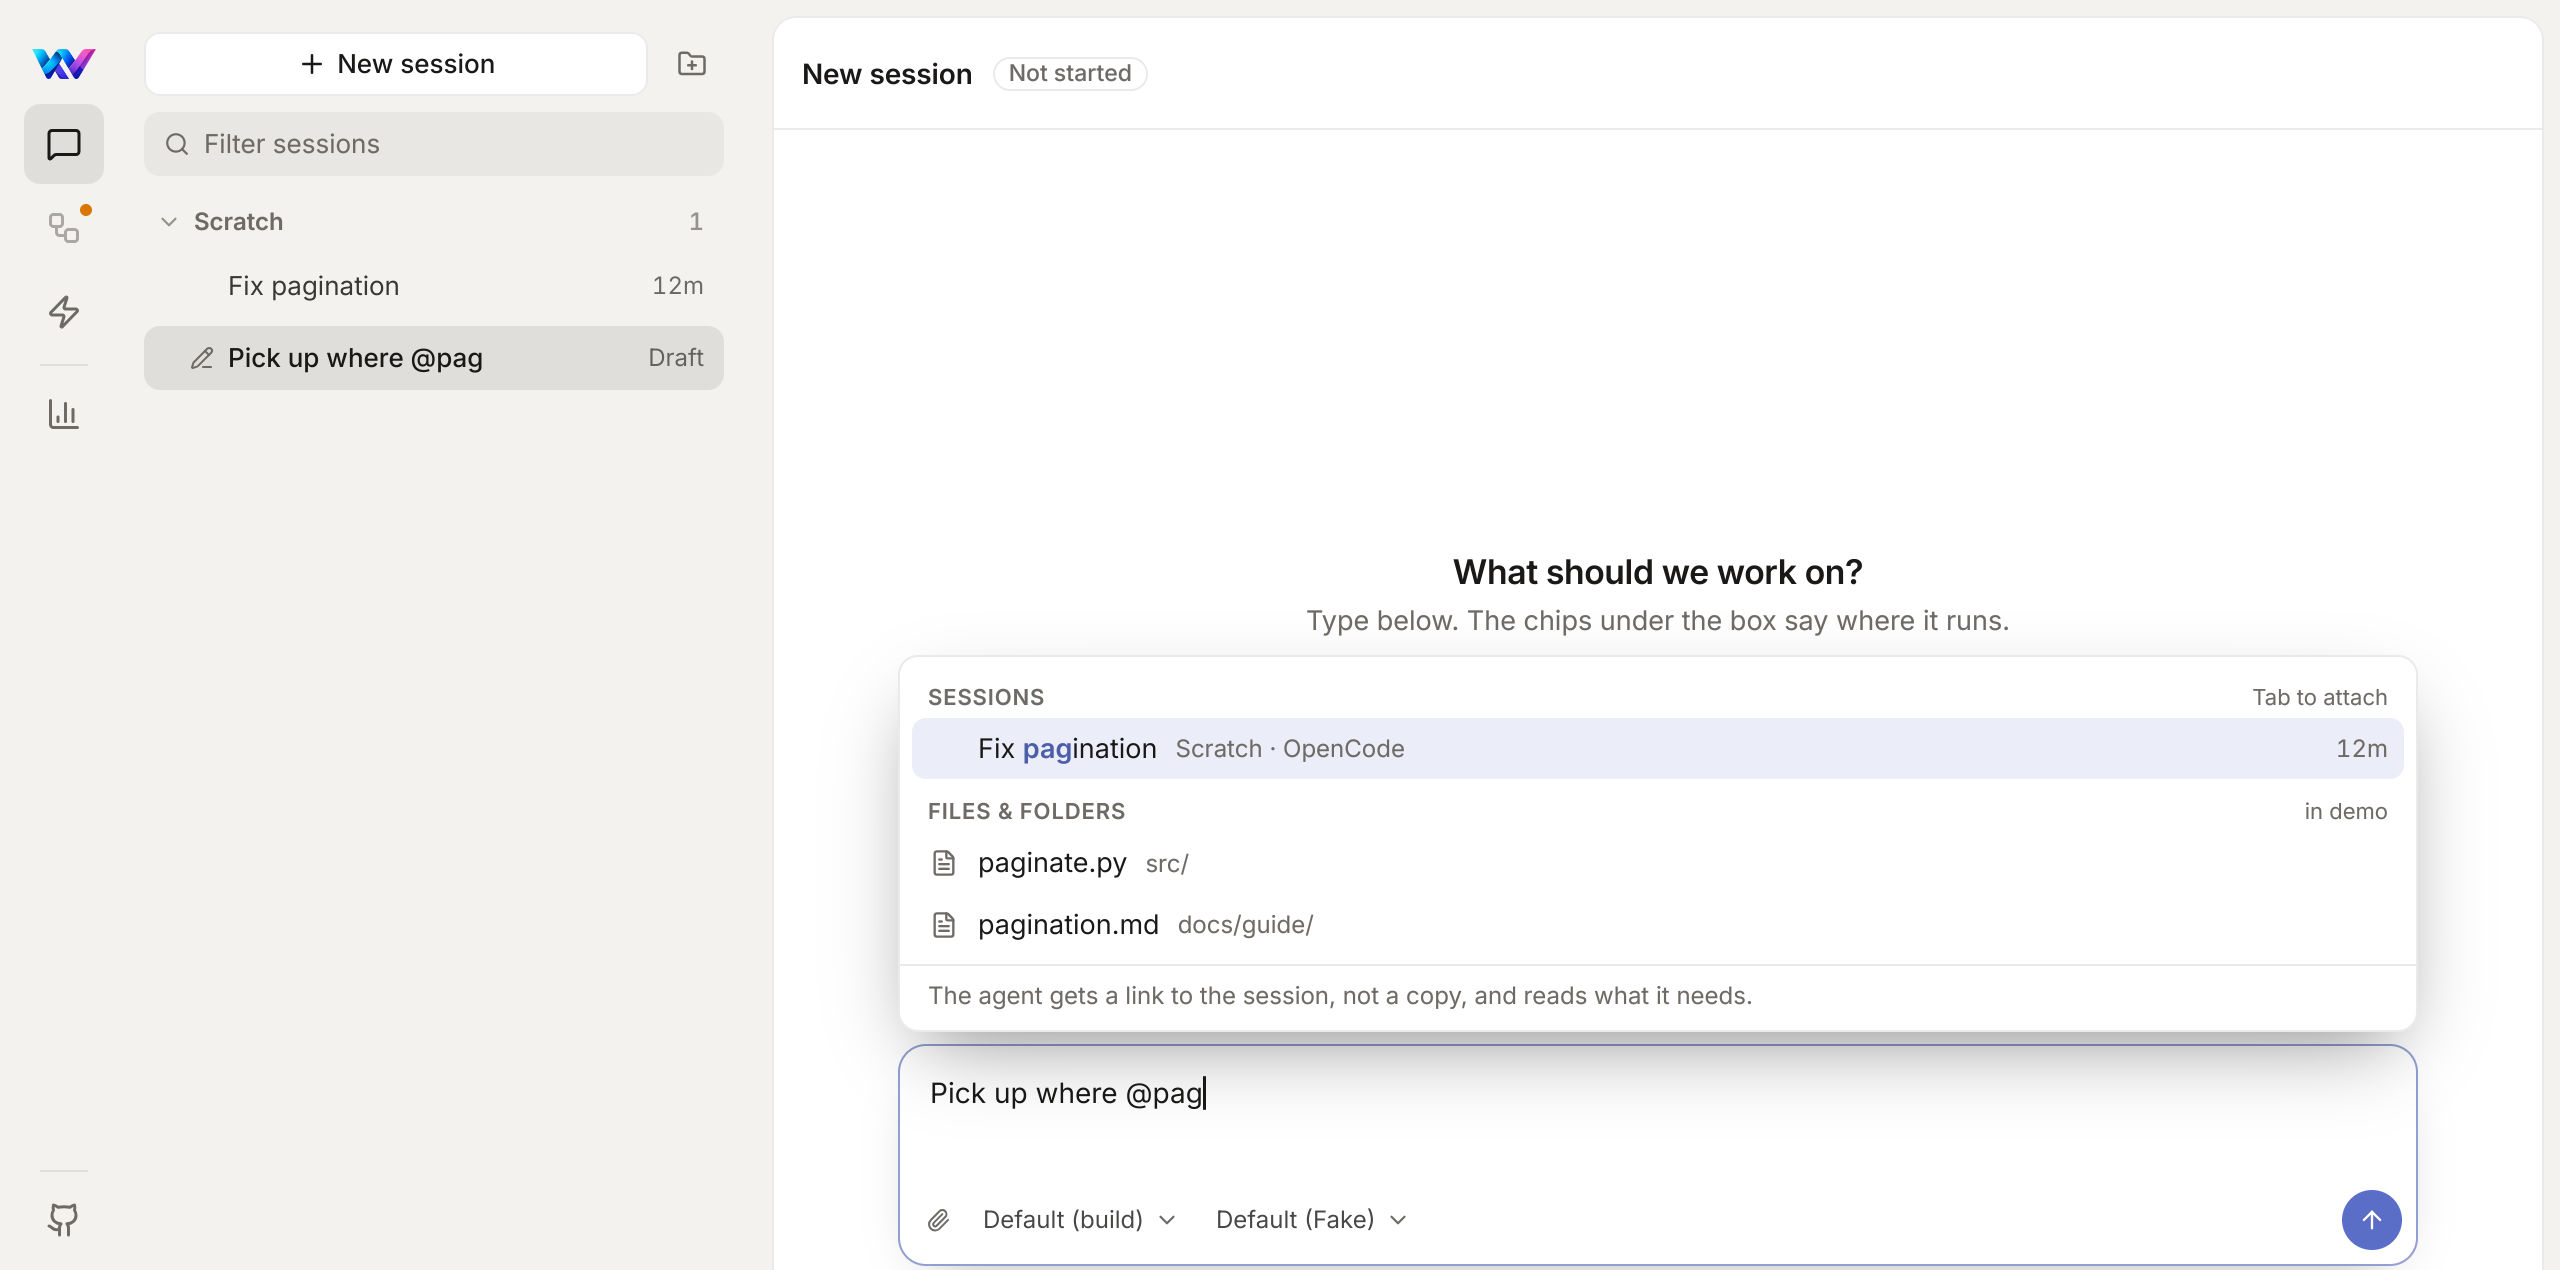 New session
Filter sessions
Scratch 1
Fix pagination 12m
Pick up where @pag Draft
New session Not started
What should we work on?
Type below. The chips under the box say where it runs.
SESSIONS Tab to attach
Fix pagination Scratch · OpenCode 12m
FILES & FOLDERS in demo
paginate.py src/
pagination.md docs/guide/
The agent gets a link to the session, not a copy, and reads what it needs.
Pick up where @pag
Default (build) Default (Fake)